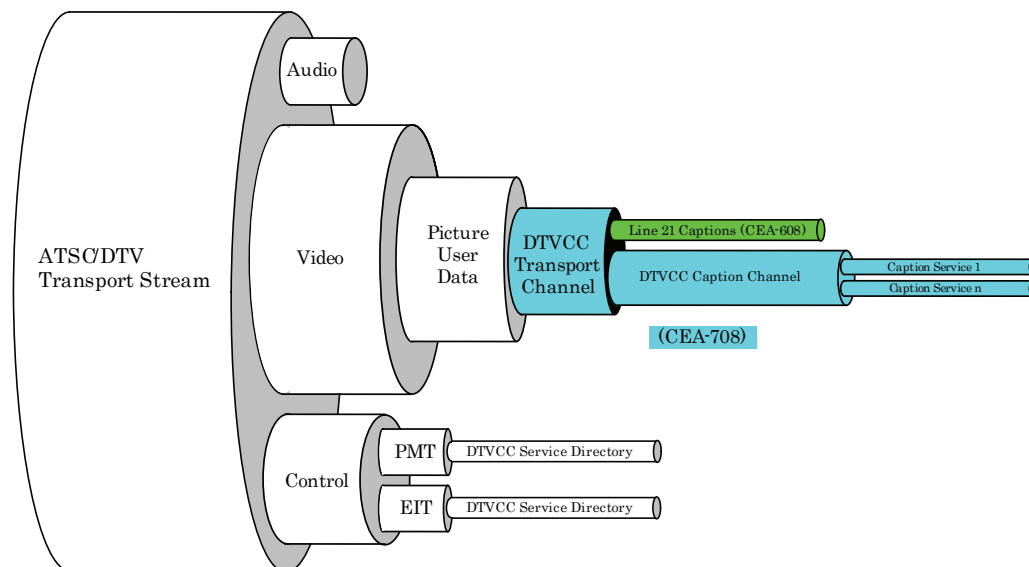 Audio
ATSC/DTV
Transport Stream
Video
Picture
User
Data
DTVCC
Transport
Channel
Line 21 Captions (CEA-608)
DTVCC Caption Channel
Caption Service 1
Caption Service n
(CEA-708)
Control
PMT
DTVCC Service Directory
EIT
DTVCC Service Directory